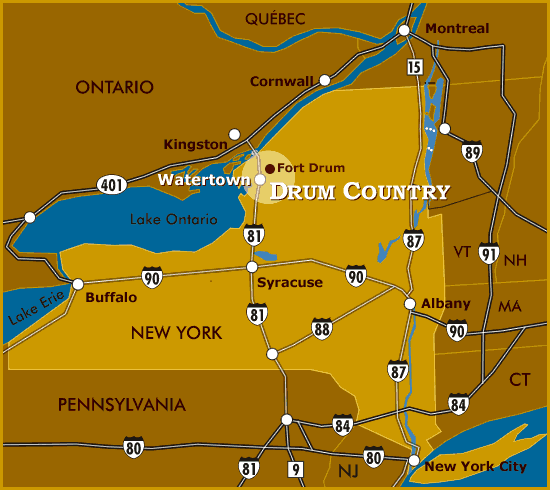 QUÉBEC
Montreal
15
ONTARIO
Cornwall
Kingston
89
Fort Drum
Watertown
401
DRUM COUNTRY
Lake Ontario
81
87
VT
91
NH
90
Syracuse
90
Buffalo
Lake Erie
Albany
MA
81
88
90
NEW YORK
87
CT
PENNSYLVANIA
84
84
80
80
81
9
NJ
New York City